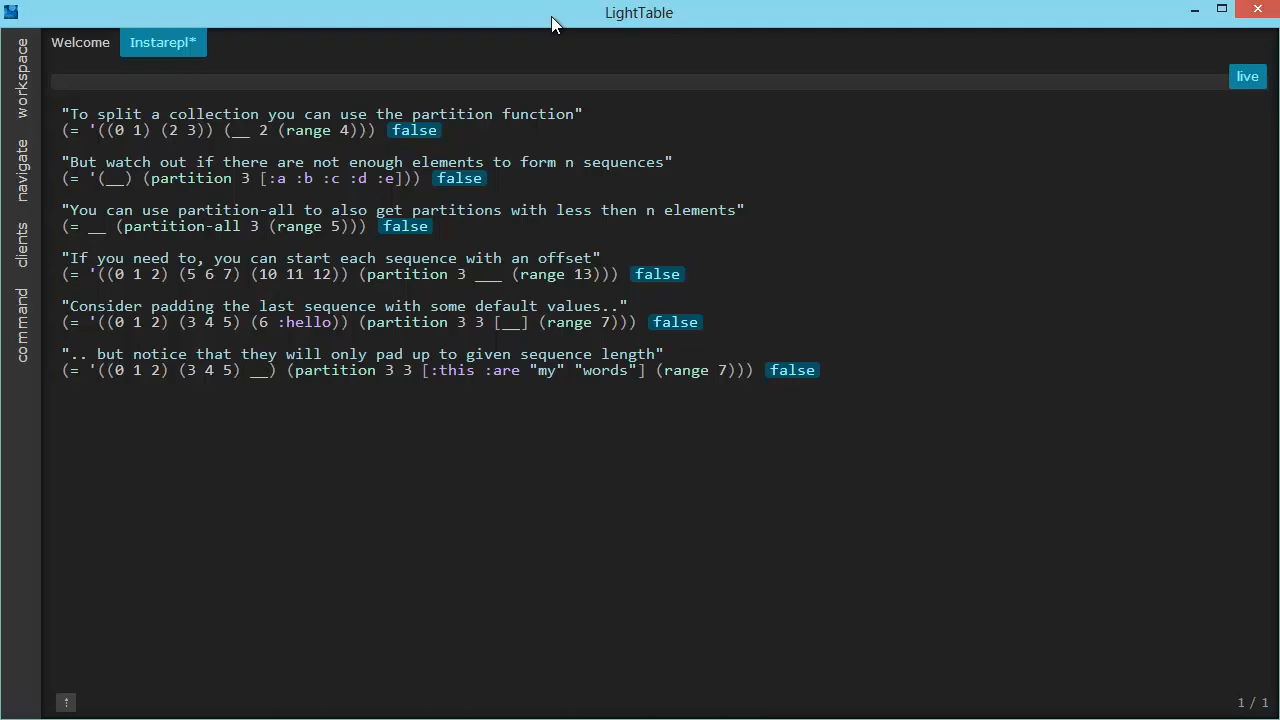 LightTable
Welcome
Instarepl*
workspace
navigate
clients
command
live
"To split a collection you can use the partition function"
(= '((0 1) (2 3)) (__ 2 (range 4))) false
"But watch out if there are not enough elements to form n sequences"
(= '(__) (partition 3 [:a :b :c :d :e])) false
"You can use partition-all to also get partitions with less then n elements"
(= __ (partition-all 3 (range 5))) false
"If you need to, you can start each sequence with an offset"
(= '((0 1 2) (5 6 7) (10 11 12)) (partition 3 ___ (range 13))) false
"Consider padding the last sequence with some default values.."
(= '((0 1 2) (3 4 5) (6 :hello)) (partition 3 3 [__] (range 7))) false
".. but notice that they will only pad up to given sequence length"
(= '((0 1 2) (3 4 5) __) (partition 3 3 [:this :are "my" "words"] (range 7))) false
1 / 1